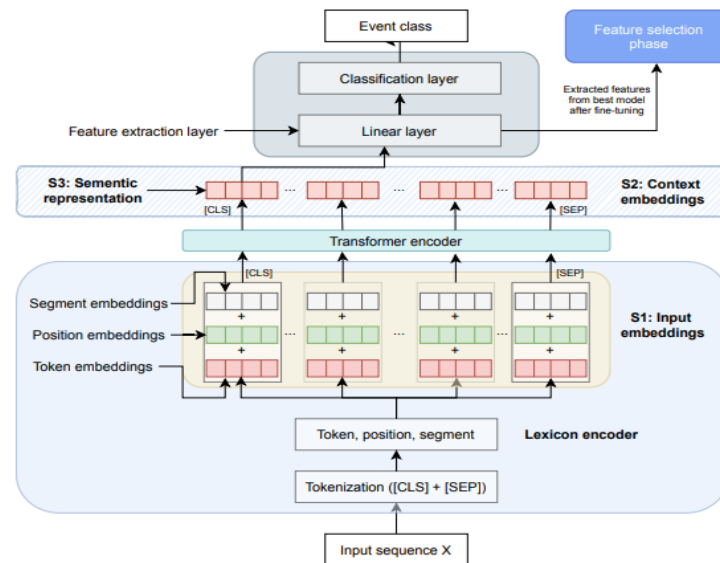 Event class
Feature selection
phase
Classification layer
Extracted features
from best model
after fine-tuning
Feature extraction layer
Linear layer
S3: Sementic
representation
...
...
...
S2: Context
embeddings
[CLS]
[SEP]
Transformer encoder
[CLS]
[SEP]
Segment embeddings
+
+
+
+
S1: Input
embeddings
Position embeddings
...
...
...
+
+
+
+
Token embeddings
Token, position, segment
Lexicon encoder
Tokenization ([CLS] + [SEP])
Input sequence X